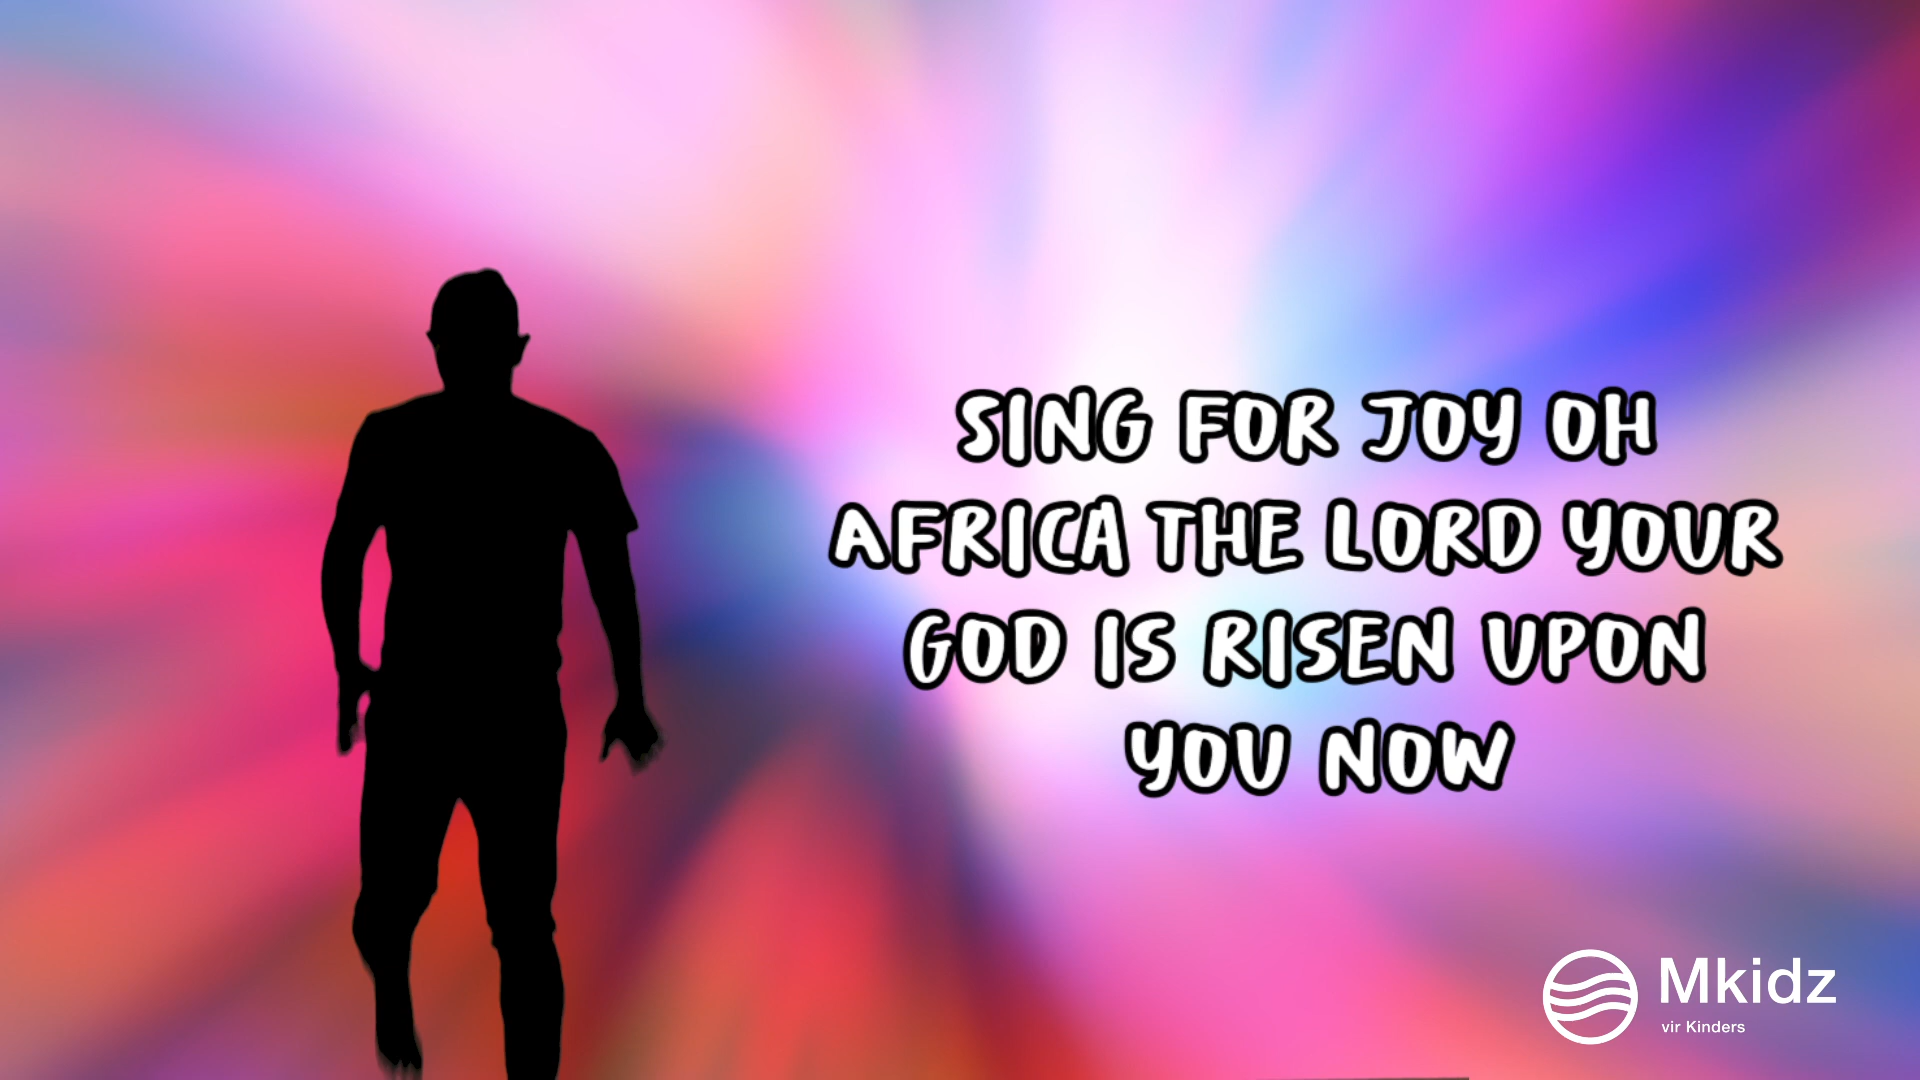 SING FOR JOY OH
AFRICA THE LORD YOUR
GOD IS RISEN UPON
YOU NOW
Mkidz
vir Kinders